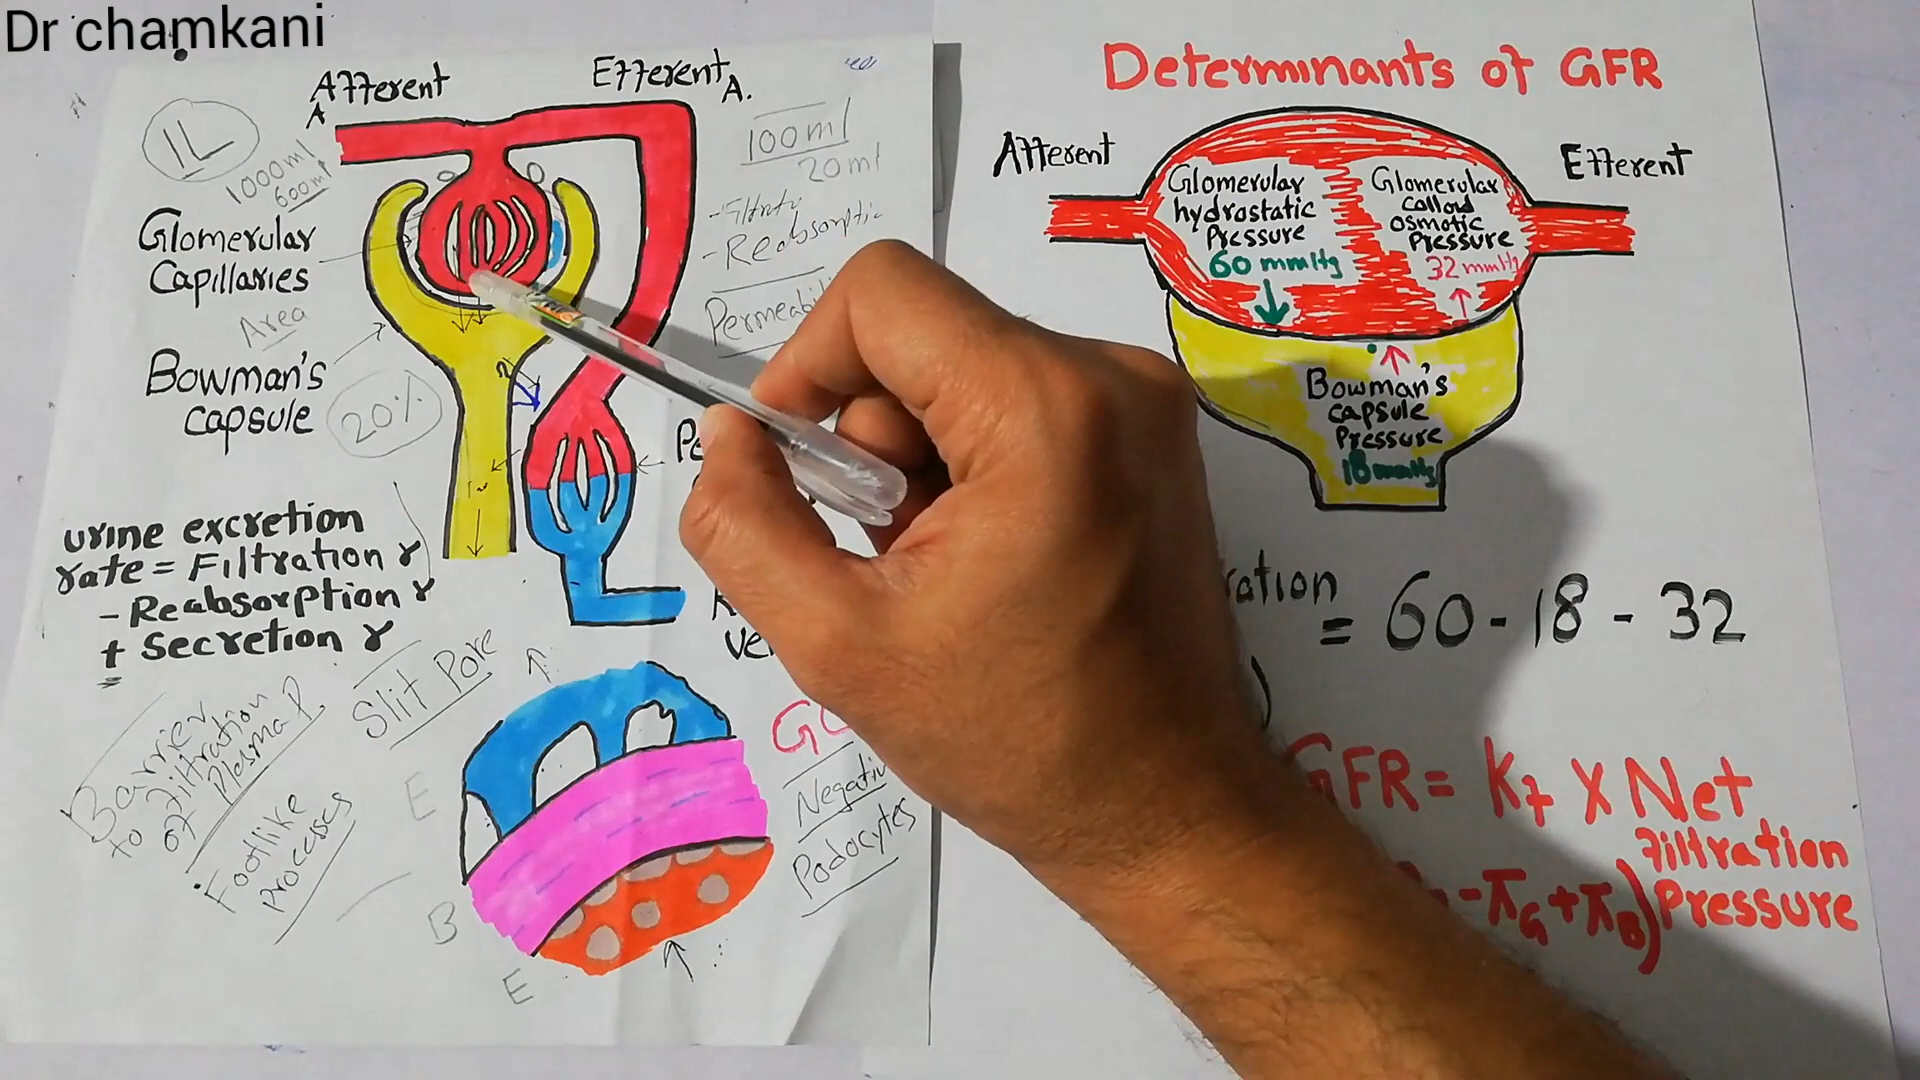 Dr chamkani
Afferent
A
Efferent
A.
1L
1000ml
600ml
100ml
20ml
Glomerular
Capillaries
Area
Bowman's
capsule
20%
urine excretion
rate = Filtration r
- Reabsorption r
+ Secretion r
=
Barrier
to Filtration
of Plasma P.
Slit Pore
Footlike
processes
E
B
E
Podocytes
Determinants of GFR
Afferent
Efferent
Glomerular
hydrostatic
Pressure
60 mmHg
Glomerular
colloid
osmotic
Pressure
32 mmHg
Bowman's
capsule
Pressure
18 mmHg
= 60 - 18 - 32
GFR = Kf X Net
Filtration
Pressure
- πG + πB)